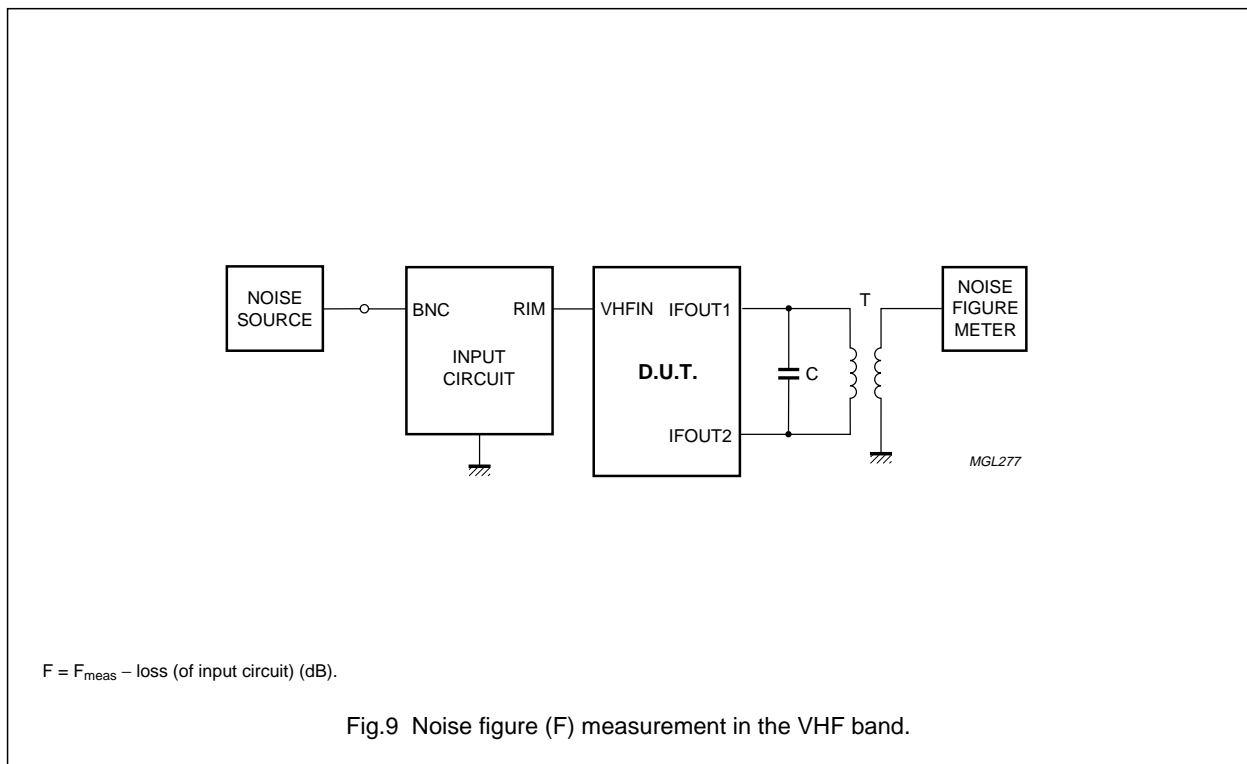 NOISE
SOURCE
BNC
RIM
INPUT
CIRCUIT
VHFIN
IFOUT1
D.U.T.
IFOUT2
C
T
NOISE
FIGURE
METER
MGL277
F = Fmeas − loss (of input circuit) (dB).
Fig.9 Noise figure (F) measurement in the VHF band.